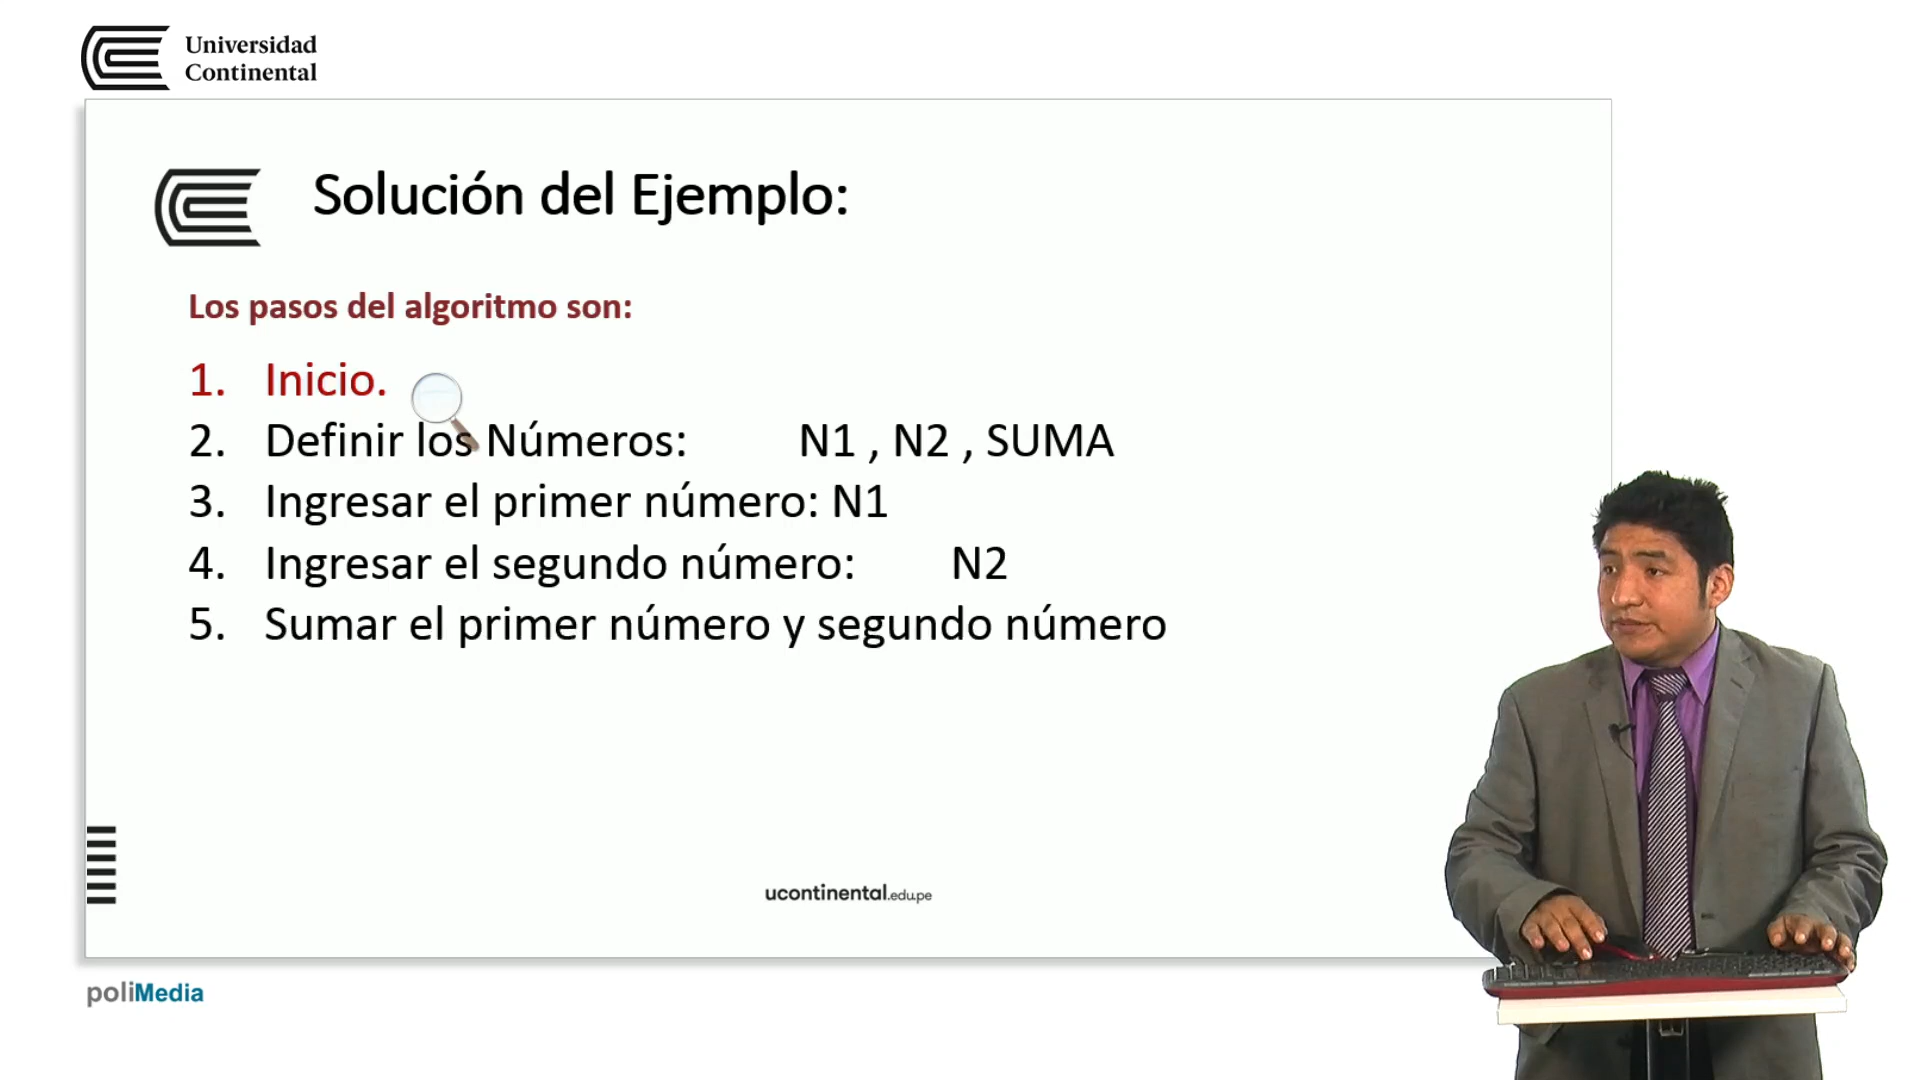 Universidad
Continental
Solución del Ejemplo:
Los pasos del algoritmo son:
1. Inicio.
2. Definir los Números: N1 , N2 , SUMA
3. Ingresar el primer número: N1
4. Ingresar el segundo número: N2
5. Sumar el primer número y segundo número
ucontinental.edu.pe
poliMedia